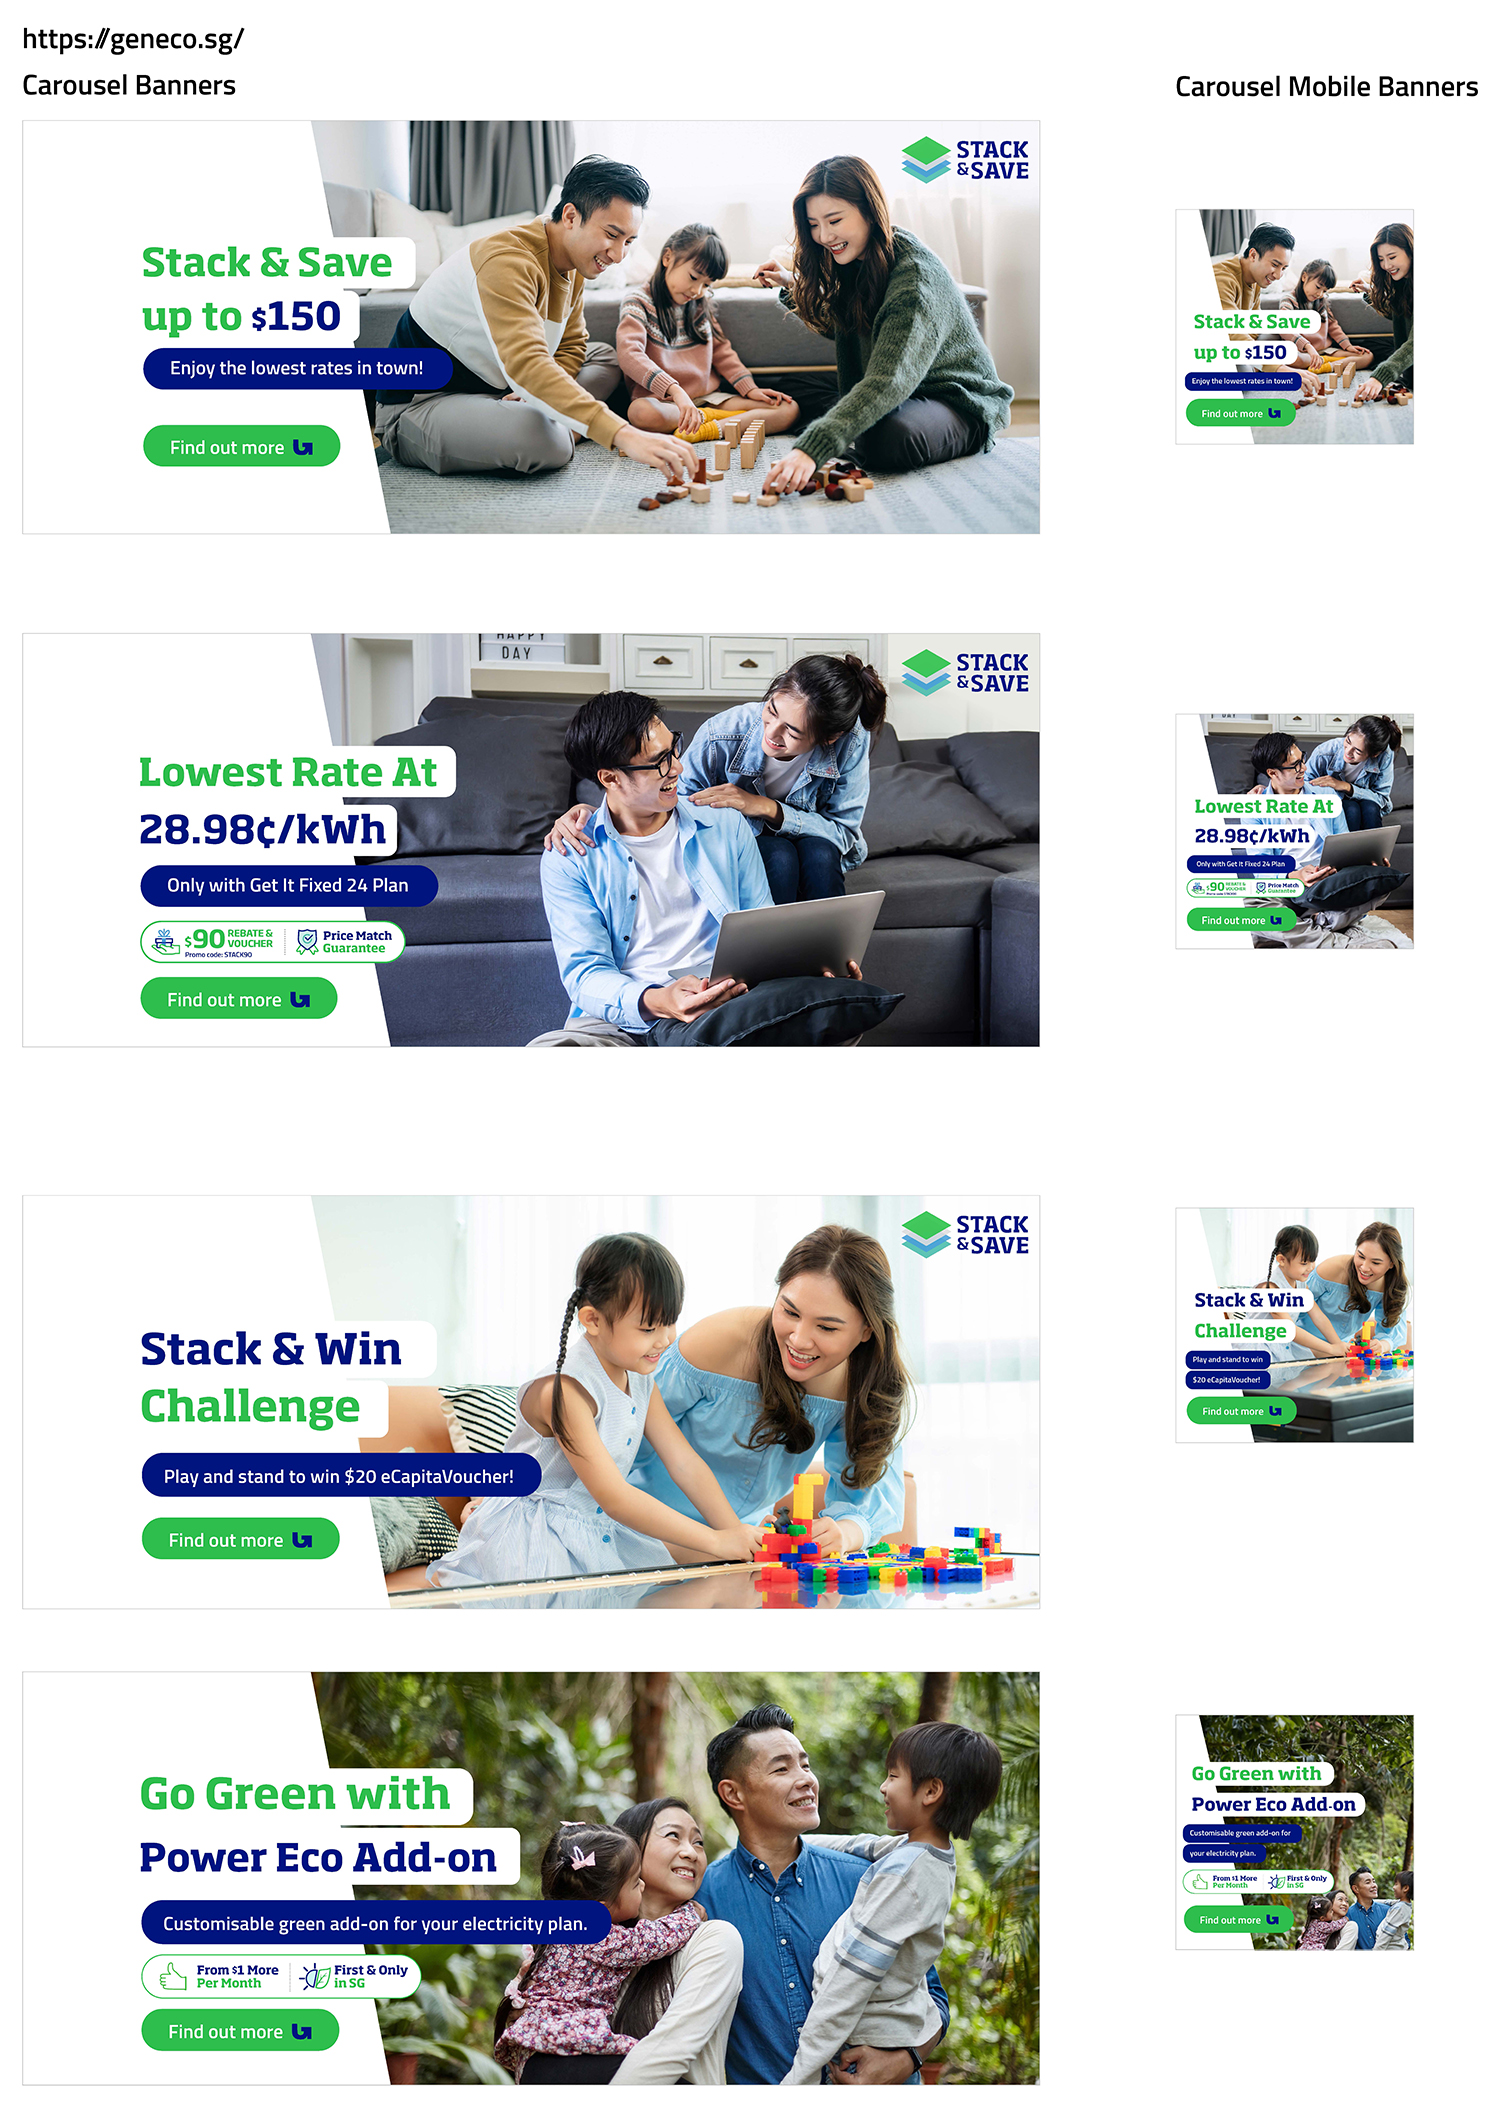 https://geneco.sg/
Carousel Banners
Carousel Mobile Banners
STACK
&SAVE
Stack & Save
up to $150
Enjoy the lowest rates in town!
Find out more
Stack & Save
up to $150
Enjoy the lowest rates in town!
Find out more
HAPPY
DAY
STACK
&SAVE
Lowest Rate At
28.98¢/kWh
Only with Get It Fixed 24 Plan
$90 REBATE &
VOUCHER
Promo code: STACK90
Price Match
Guarantee
Find out more
DAY
Lowest Rate At
28.98¢/kWh
Only with Get It Fixed 24 Plan
$90 REBATE &
VOUCHER
Promo code: STACK90
Price Match
Guarantee
Find out more
STACK
&SAVE
Stack & Win
Challenge
Play and stand to win $20 eCapitaVoucher!
Find out more
Stack & Win
Challenge
Play and stand to win
$20 eCapitaVoucher!
Find out more
Go Green with
Power Eco Add-on
Customisable green add-on for your electricity plan.
From $1 More
Per Month
First & Only
in SG
Find out more
Go Green with
Power Eco Add-on
Customisable green add-on for
your electricity plan.
From $1 More
Per Month
First & Only
in SG
Find out more